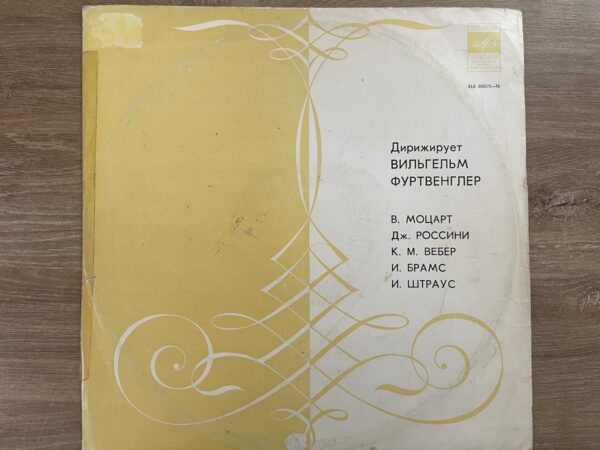 Дирижирует
ВИЛЬГЕЛЬМ
ФУРТВЕНГЛЕР
В. МОЦАРТ
Дж. РОССИНИ
К. М. ВЕБЕР
И. БРАМС
И. ШТРАУС